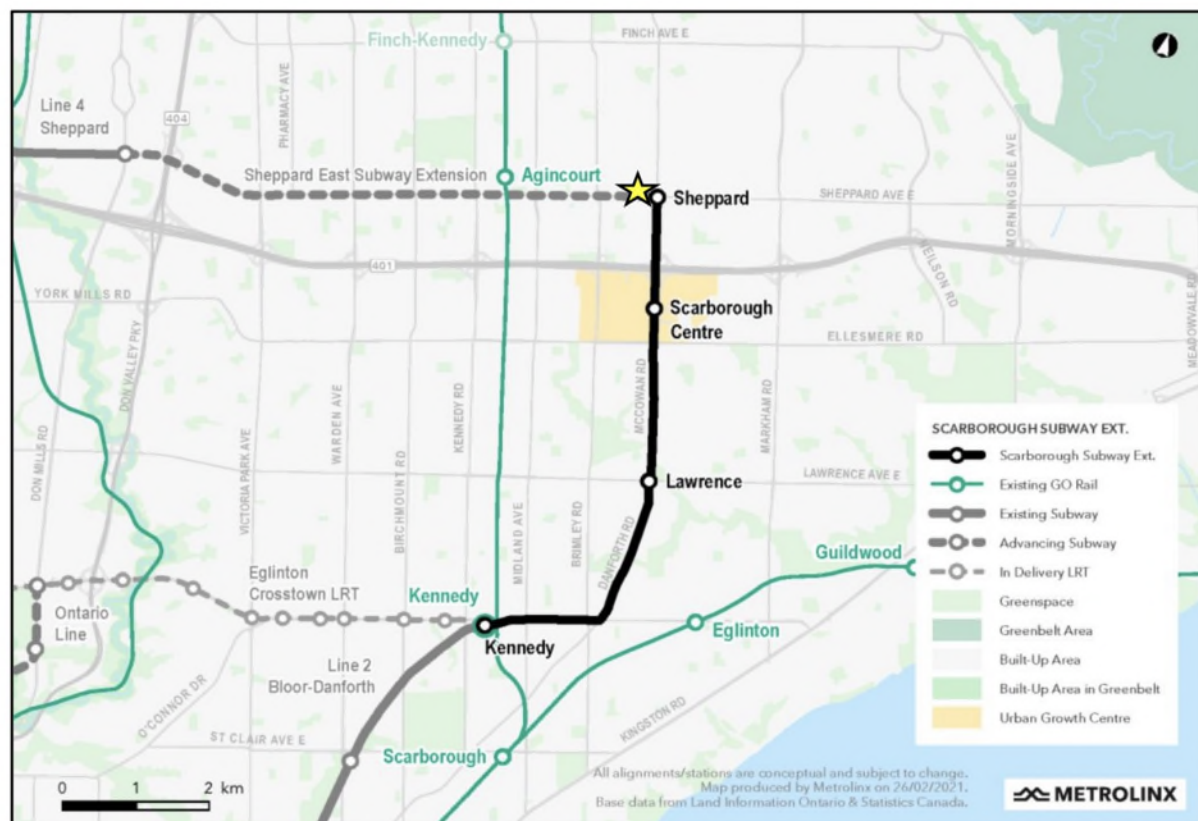 FINCH AVE E
Finch-Kennedy
Line 4
Sheppard
404
PHARMACY AVE
Sheppard East Subway Extension
Agincourt
Sheppard
SHEPPARD AVE E
MORNINGSIDE AVE
NEILSON RD
401
YORK MILLS RD
DON VALLEY PKY
Scarborough
Centre
ELLESMERE RD
MEADOWVALE RD
DON MILLS RD
VICTORIA PARK AVE
WARDEN AVE
BIRCHMOUNT RD
KENNEDY RD
MIDLAND AVE
BRIMLEY RD
MCCOWAN RD
MARKHAM RD
DANFORTH RD
Lawrence
LAWRENCE AVE E
Guildwood
Eglinton
Crosstown LRT
Kennedy
Kennedy
Eglinton
Ontario
Line
Line 2
Bloor-Danforth
O'CONNOR DR
ST CLAIR AVE E
Scarborough
KINGSTON RD
SCARBOROUGH SUBWAY EXT.
Scarborough Subway Ext.
Existing GO Rail
Existing Subway
Advancing Subway
In Delivery LRT
Greenspace
Greenbelt Area
Built-Up Area
Built-Up Area in Greenbelt
Urban Growth Centre
0 1 2 km
All alignments/stations are conceptual and subject to change.
Map produced by Metrolinx on 26/02/2021.
Base data from Land Information Ontario & Statistics Canada.
METROLINX